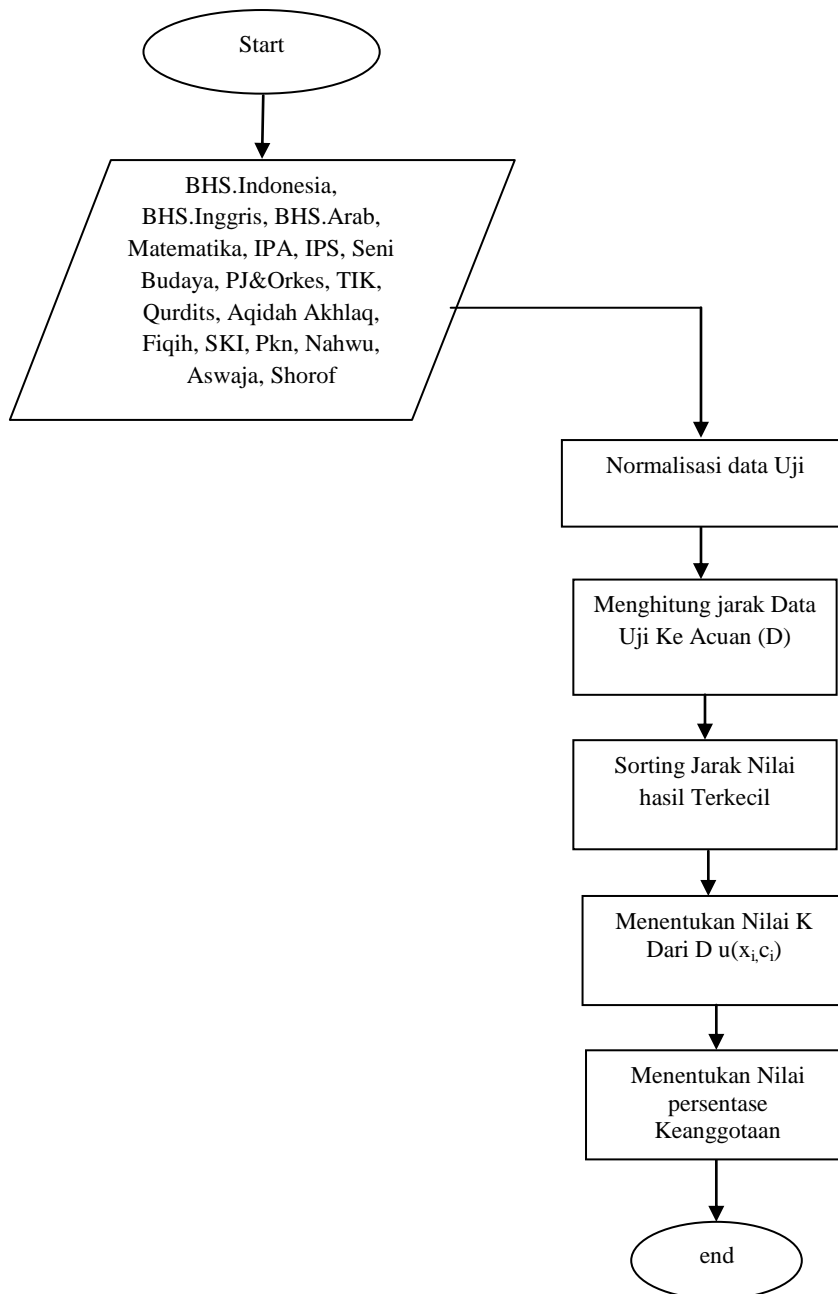 Start
BHS.Indonesia,
BHS.Inggris, BHS.Arab,
Matematika, IPA, IPS, Seni
Budaya, PJ&Orkes, TIK,
Qurdits, Aqidah Akhlaq,
Fiqih, SKI, Pkn, Nahwu,
Aswaja, Shorof
Normalisasi data Uji
Menghitung jarak Data
Uji Ke Acuan (D)
Sorting Jarak Nilai
hasil Terkecil
Menentukan Nilai K
Dari D u(xᵢ,cᵢ)
Menentukan Nilai
persentase
Keanggotaan
end